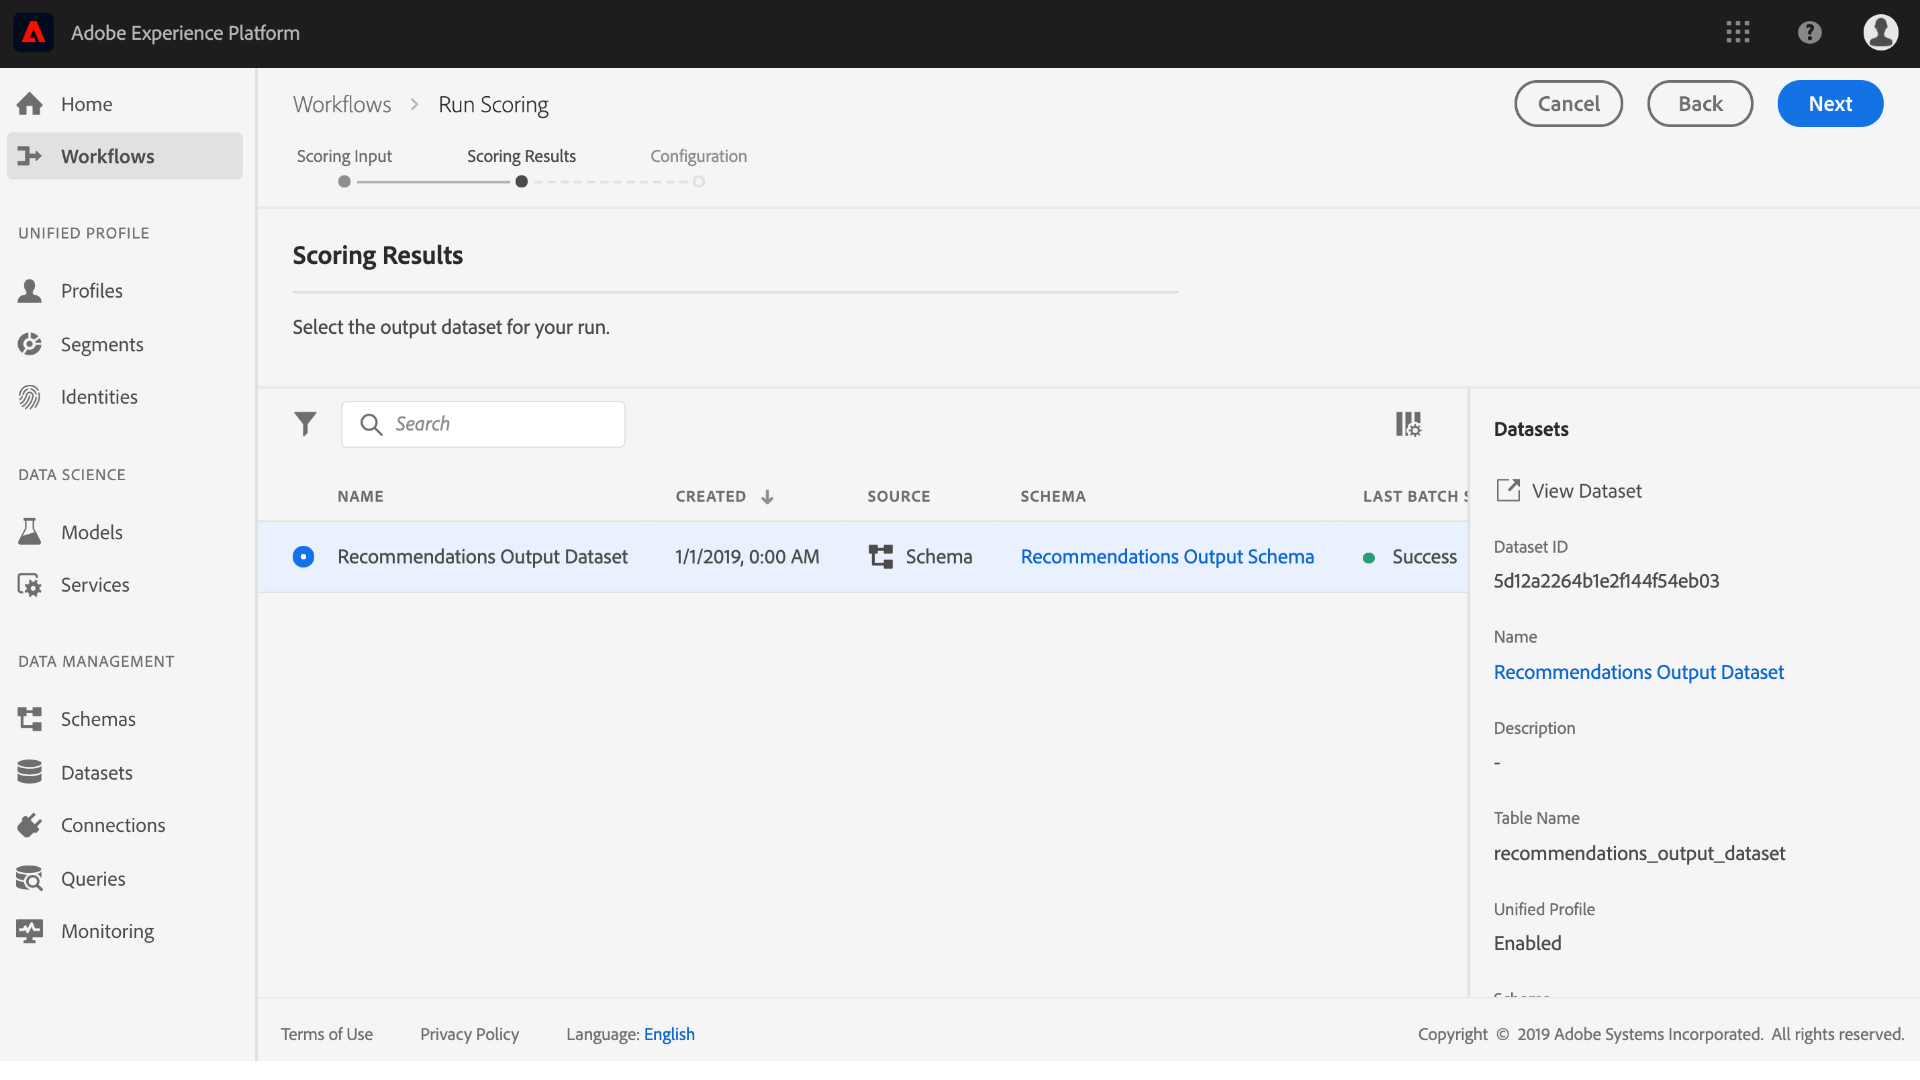 Adobe Experience Platform
Home
Workflows
UNIFIED PROFILE
Profiles
Segments
Identities
DATA SCIENCE
Models
Services
DATA MANAGEMENT
Schemas
Datasets
Connections
Queries
Monitoring
Workflows > Run Scoring
Cancel
Back
Next
Scoring Input
Scoring Results
Configuration
Scoring Results
Select the output dataset for your run.
Search
NAME CREATED SOURCE SCHEMA LAST BATCH S
Recommendations Output Dataset 1/1/2019, 0:00 AM Schema Recommendations Output Schema Success
Datasets
View Dataset
Dataset ID
5d12a2264b1e2f144f54eb03
Name
Recommendations Output Dataset
Description
-
Table Name
recommendations_output_dataset
Unified Profile
Enabled
Terms of Use
Privacy Policy
Language: English
Copyright © 2019 Adobe Systems Incorporated. All rights reserved.